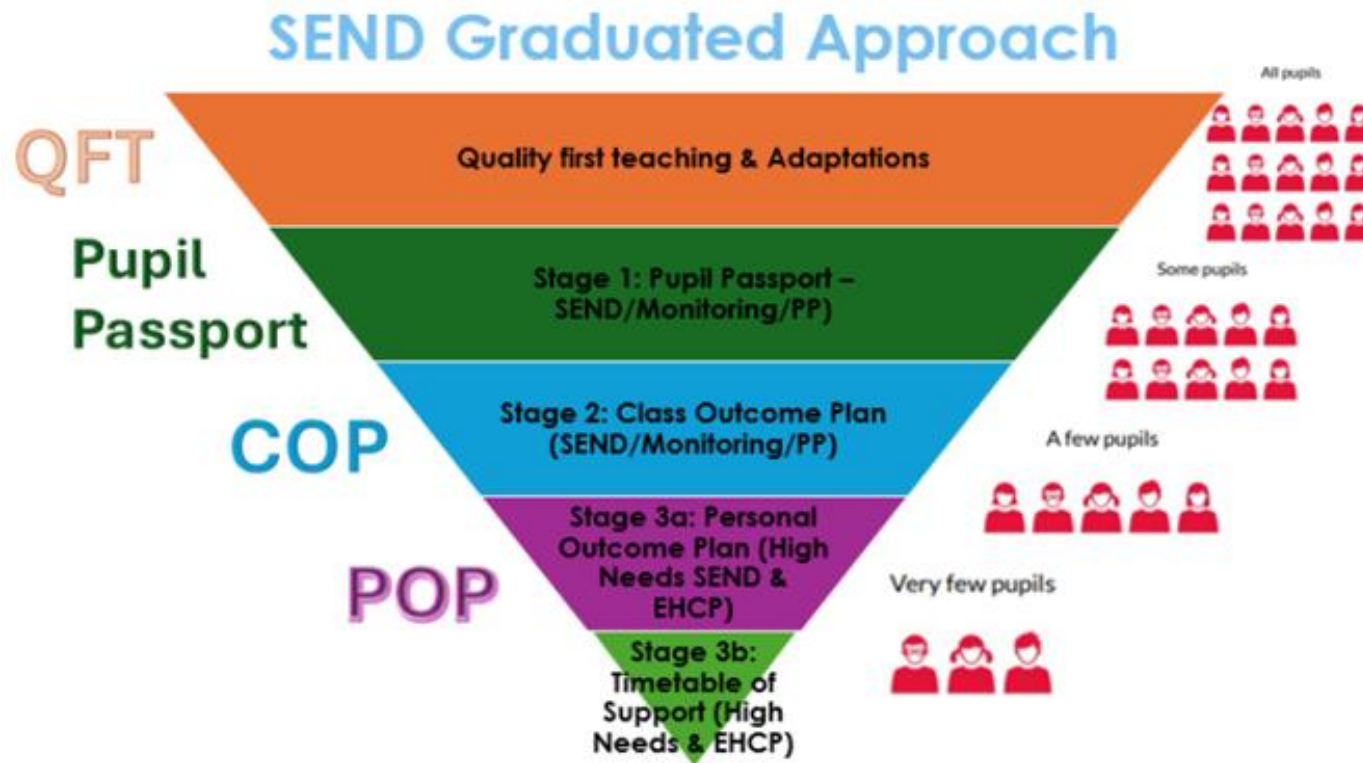 SEND Graduated Approach
All pupils
QFT
Quality first teaching & Adaptations
Pupil
Passport
Stage 1: Pupil Passport –
SEND/Monitoring/PP)
Some pupils
COP
Stage 2: Class Outcome Plan
(SEND/Monitoring/PP)
A few pupils
POP
Stage 3a: Personal
Outcome Plan (High
Needs SEND &
EHCP)
Very few pupils
Stage 3b:
Timetable of
Support (High
Needs & EHCP)